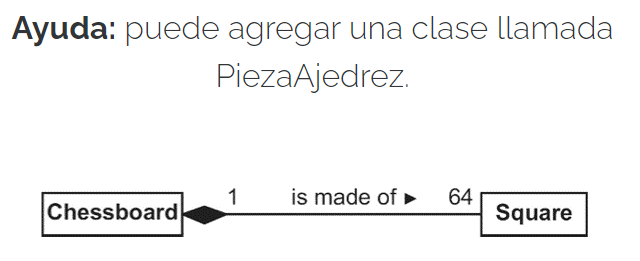 Ayuda: puede agregar una clase llamada
PiezaAjedrez.
1 is made of ► 64
Chessboard Square